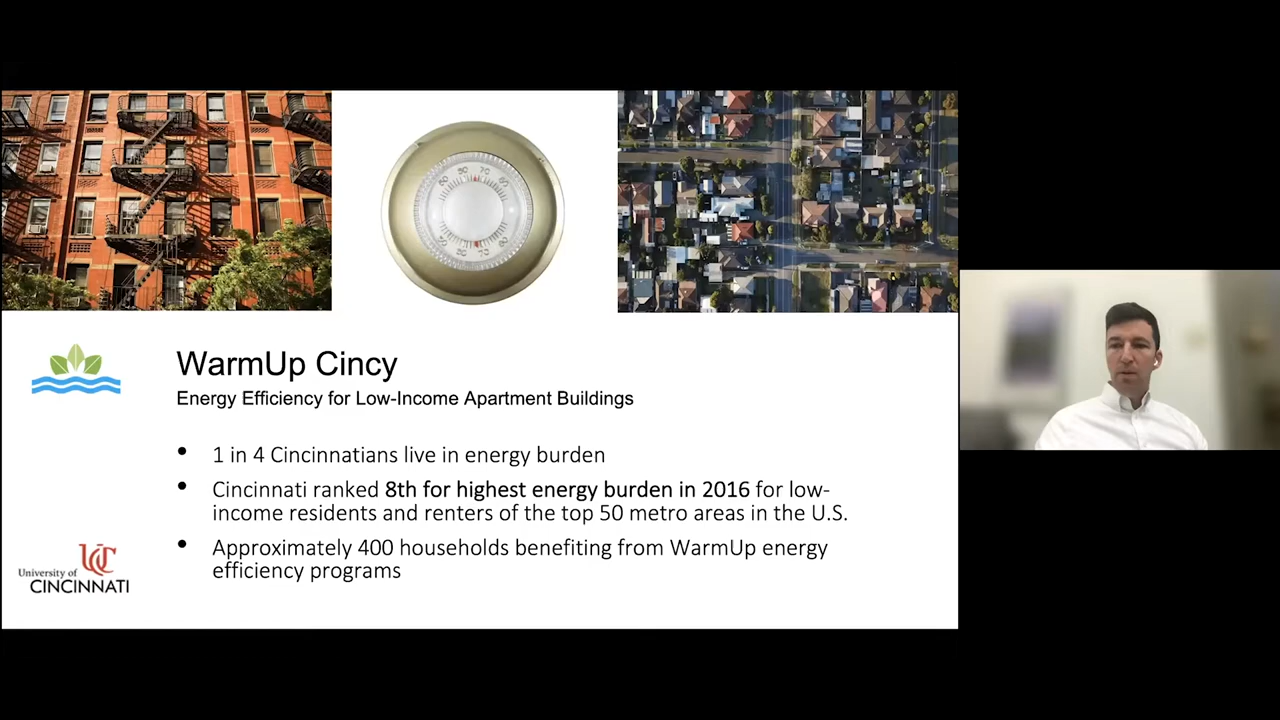 WarmUp Cincy
Energy Efficiency for Low-Income Apartment Buildings
• 1 in 4 Cincinnatians live in energy burden
• Cincinnati ranked 8th for highest energy burden in 2016 for low-
income residents and renters of the top 50 metro areas in the U.S.
• Approximately 400 households benefiting from WarmUp energy
efficiency programs
UC
University of
CINCINNATI